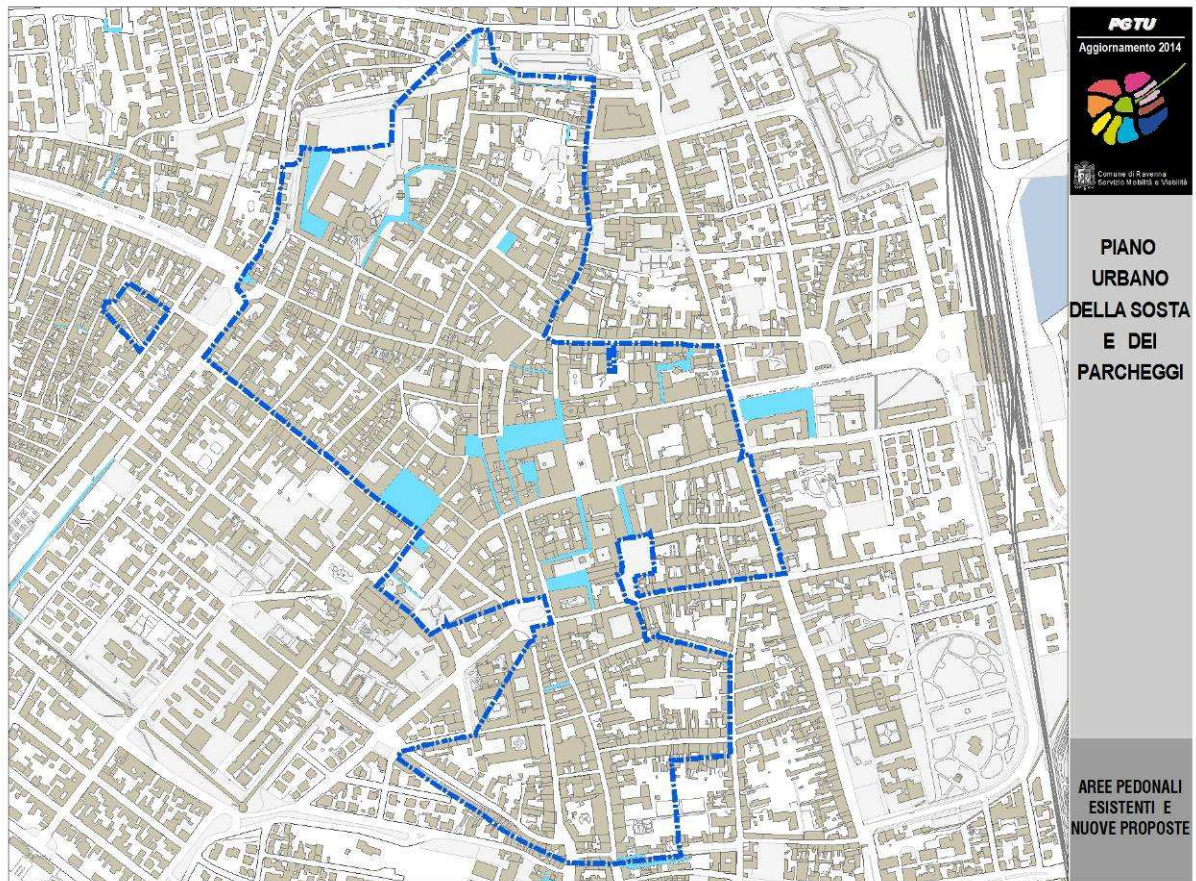 PGTU
Aggiornamento 2014
Comune di Ravenna
Servizio Mobilità e Viabilità
PIANO
URBANO
DELLA SOSTA
E DEI
PARCHEGGI
AREE PEDONALI
ESISTENTI E
NUOVE PROPOSTE